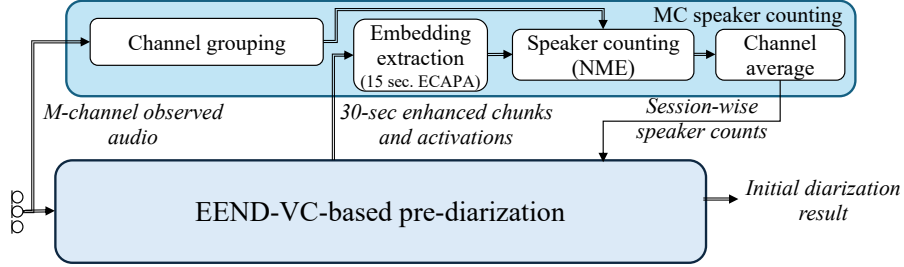 MC speaker counting
Channel grouping
Embedding
extraction
(15 sec. ECAPA)
Speaker counting
(NME)
Channel
average
M-channel observed
audio
30-sec enhanced chunks
and activations
Session-wise
speaker counts
EEND-VC-based pre-diarization
Initial diarization
result